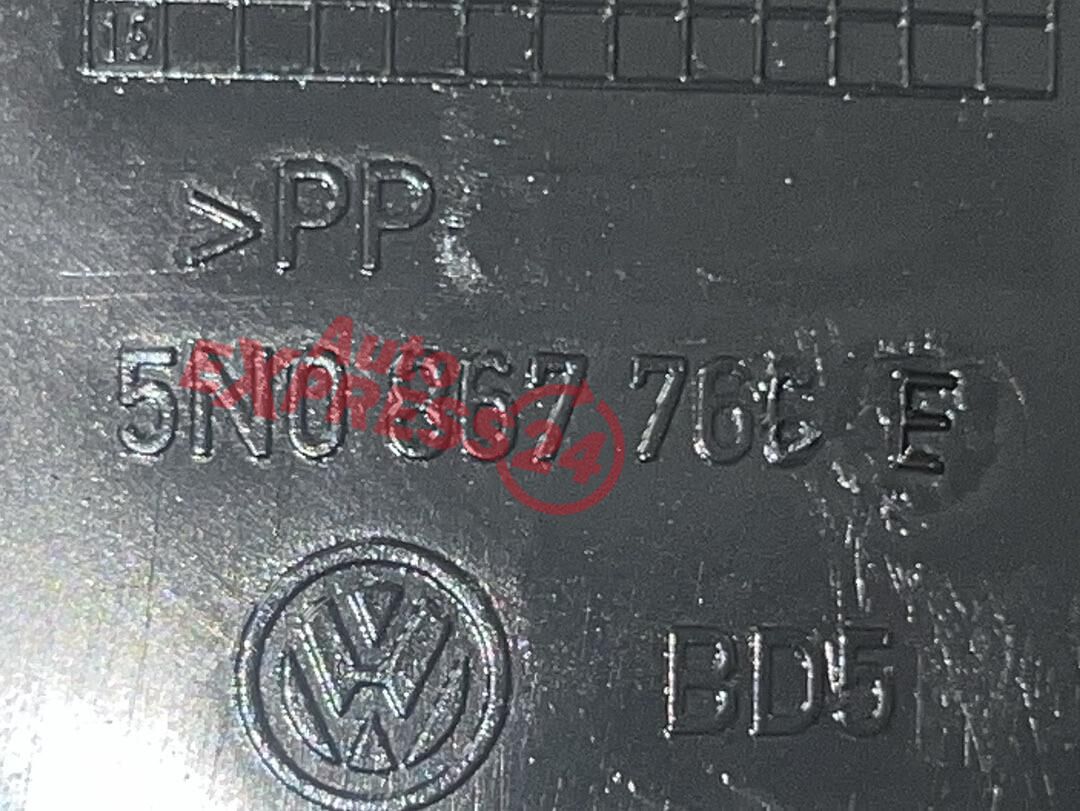 15
>PP
5N0 867 E
Auto
EXPRESS24
BD5